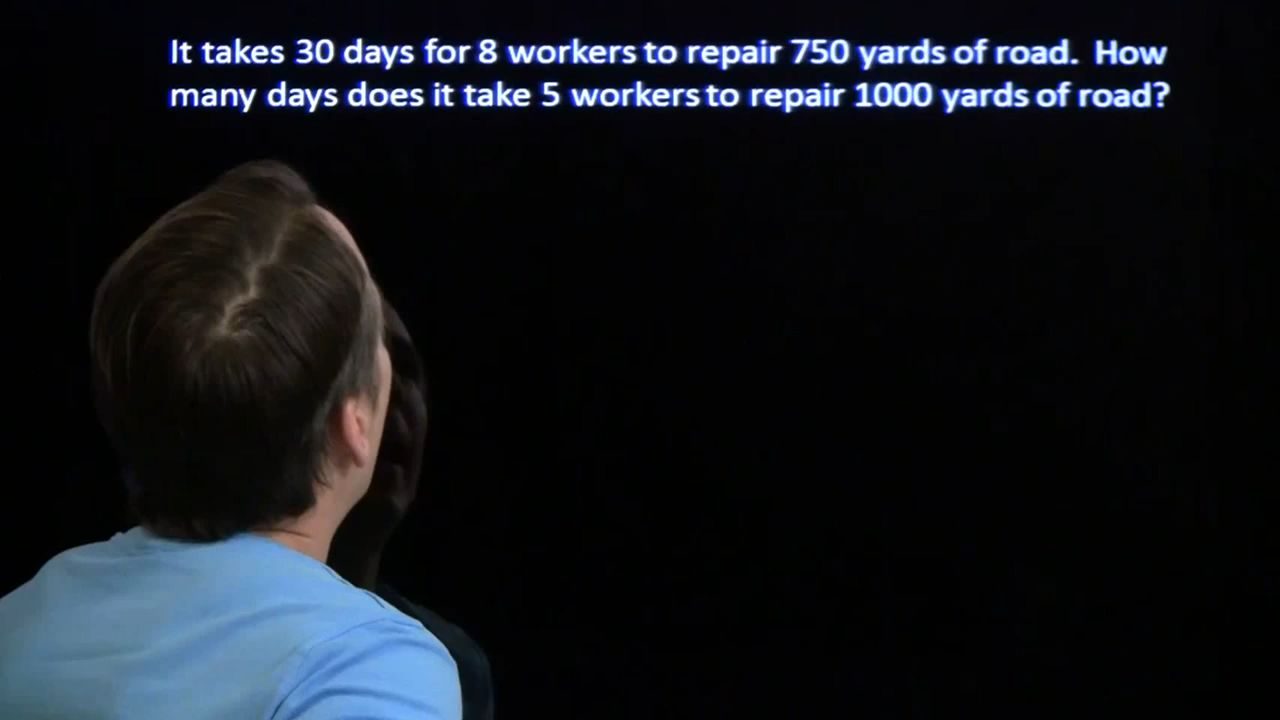 It takes 30 days for 8 workers to repair 750 yards of road. How
many days does it take 5 workers to repair 1000 yards of road?